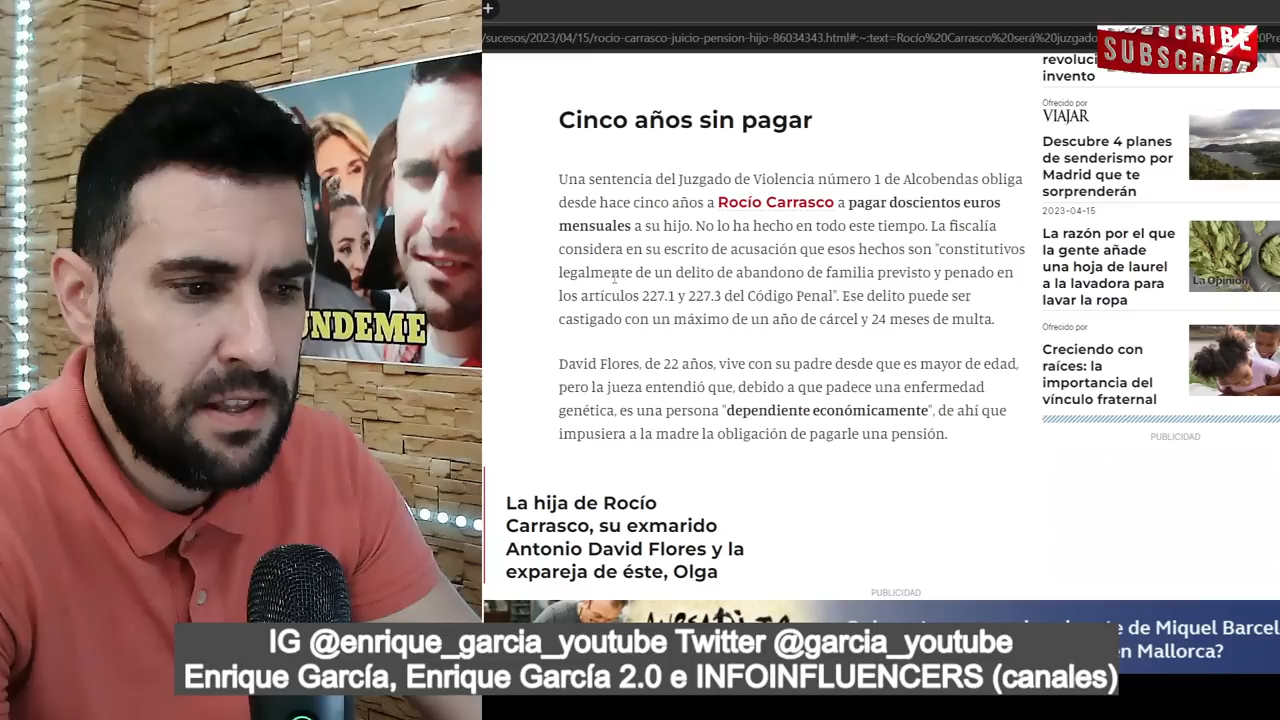 +
/sucesos/2023/04/15/rocio-carrasco-juicio-pension-hijo-86034343.html#:~:text=Rocío%20Carrasco%20será%20juzgado
SUBSCRIBE
SUBSCRIBE
revoluci
invento
Ofrecido por
VIAJAR
Descubre 4 planes
de senderismo por
Madrid que te
sorprenderán
2023-04-15
La razón por el que
la gente añade
una hoja de laurel
a la lavadora para
lavar la ropa
La Opinión
Ofrecido por
Creciendo con
raíces: la
importancia del
vínculo fraternal
PUBLICIDAD
Cinco años sin pagar
Una sentencia del Juzgado de Violencia número 1 de Alcobendas obliga
desde hace cinco años a Rocío Carrasco a pagar doscientos euros
mensuales a su hijo. No lo ha hecho en todo este tiempo. La fiscalía
considera en su escrito de acusación que esos hechos son "constitutivos
legalmente de un delito de abandono de familia previsto y penado en
los artículos 227.1 y 227.3 del Código Penal". Ese delito puede ser
castigado con un máximo de un año de cárcel y 24 meses de multa.
David Flores, de 22 años, vive con su padre desde que es mayor de edad,
pero la jueza entendió que, debido a que padece una enfermedad
genética, es una persona "dependiente económicamente", de ahí que
impusiera a la madre la obligación de pagarle una pensión.
La hija de Rocío
Carrasco, su exmarido
Antonio David Flores y la
expareja de éste, Olga
PUBLICIDAD
UNDEME
de Miquel Barcel
en Mallorca?
IG @enrique_garcia_youtube Twitter @garcia_youtube
Enrique García, Enrique García 2.0 e INFOINFLUENCERS (canales)